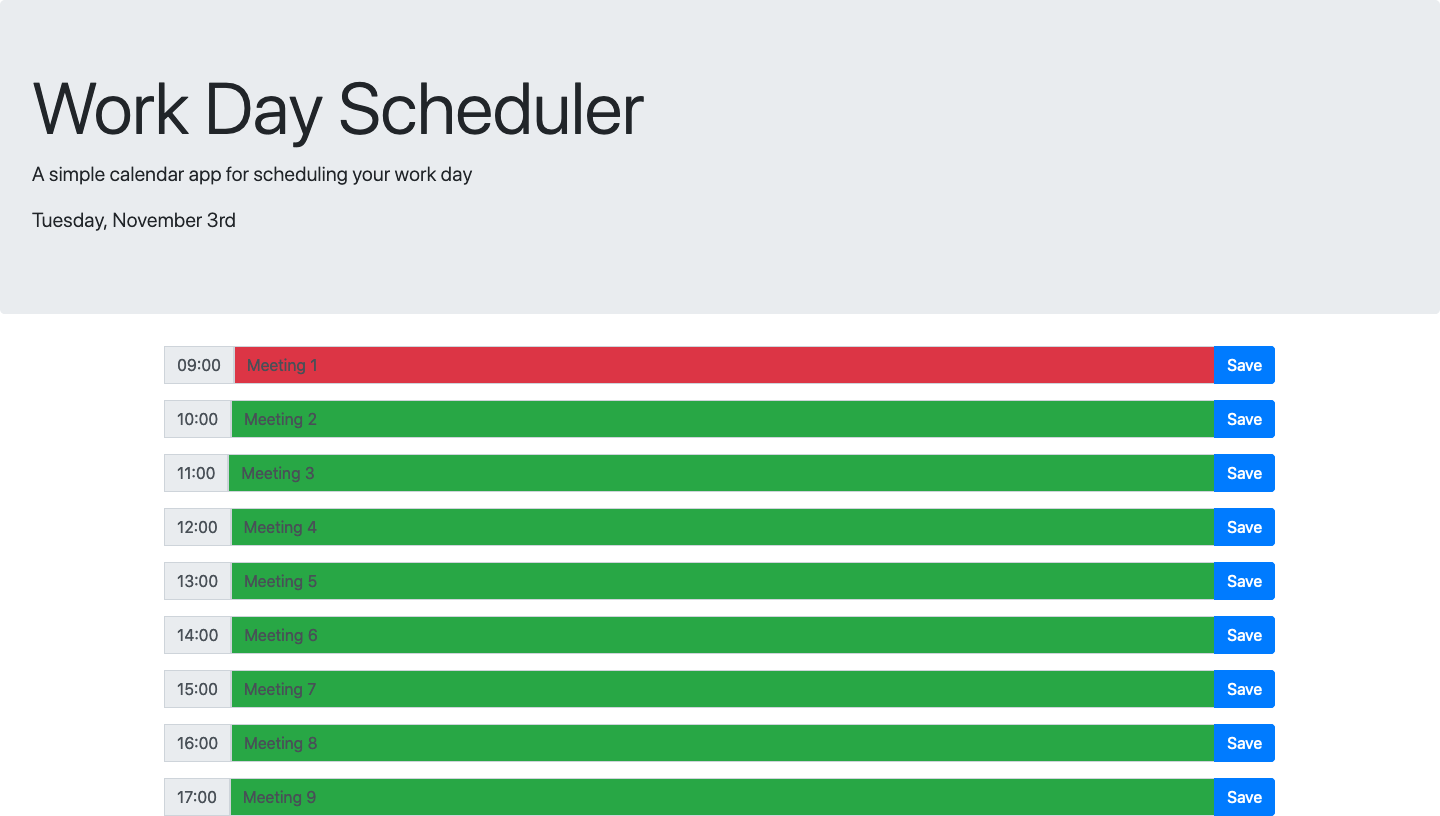 Work Day Scheduler
A simple calendar app for scheduling your work day
Tuesday, November 3rd
09:00 Meeting 1 Save
10:00 Meeting 2 Save
11:00 Meeting 3 Save
12:00 Meeting 4 Save
13:00 Meeting 5 Save
14:00 Meeting 6 Save
15:00 Meeting 7 Save
16:00 Meeting 8 Save
17:00 Meeting 9 Save